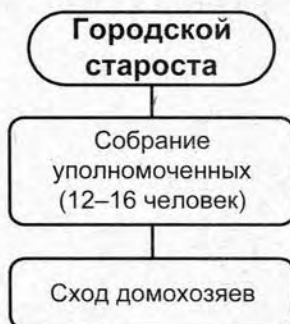 Городской
староста
Собрание
уполномоченных
(12–16 человек)
Сход домохозяев